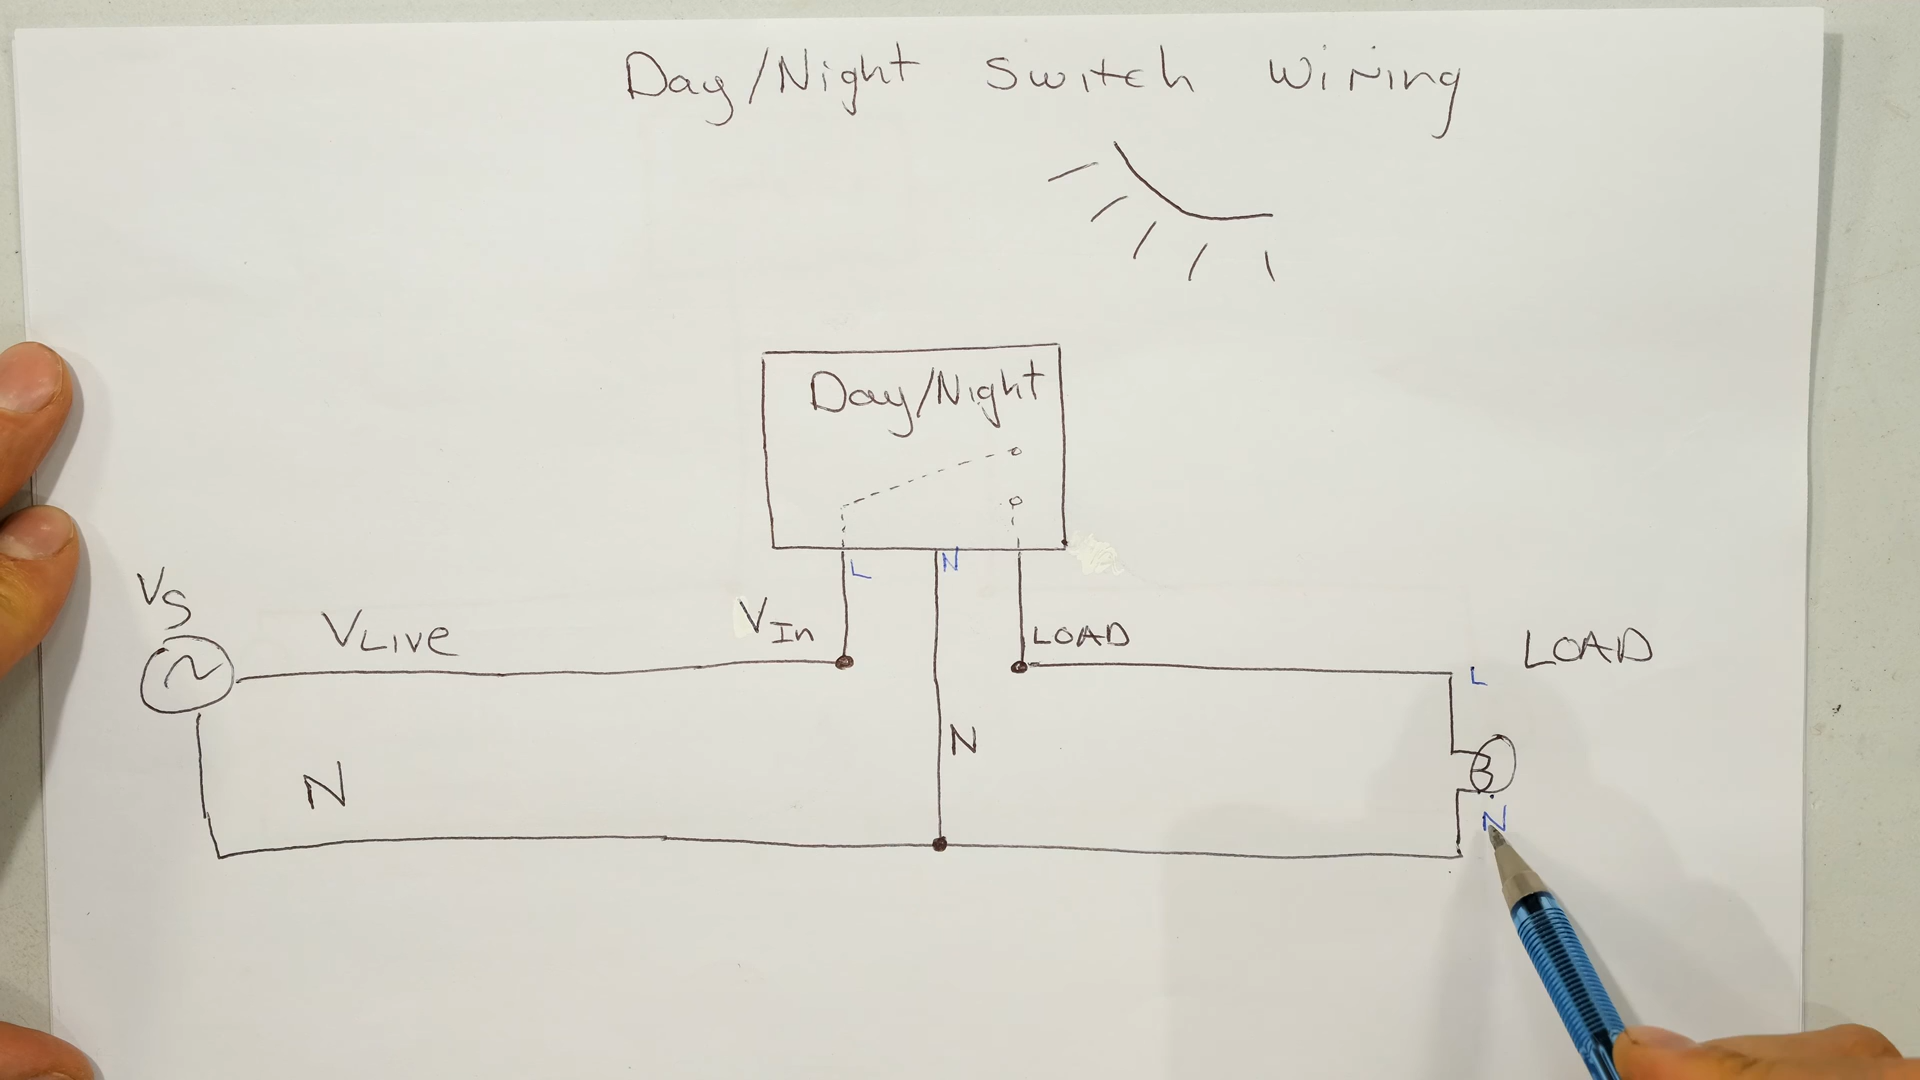 Day/Night Switch Wiring
Day/Night
L N
VS
VLIVE
VIn
LOAD
LOAD
L
N
N
N